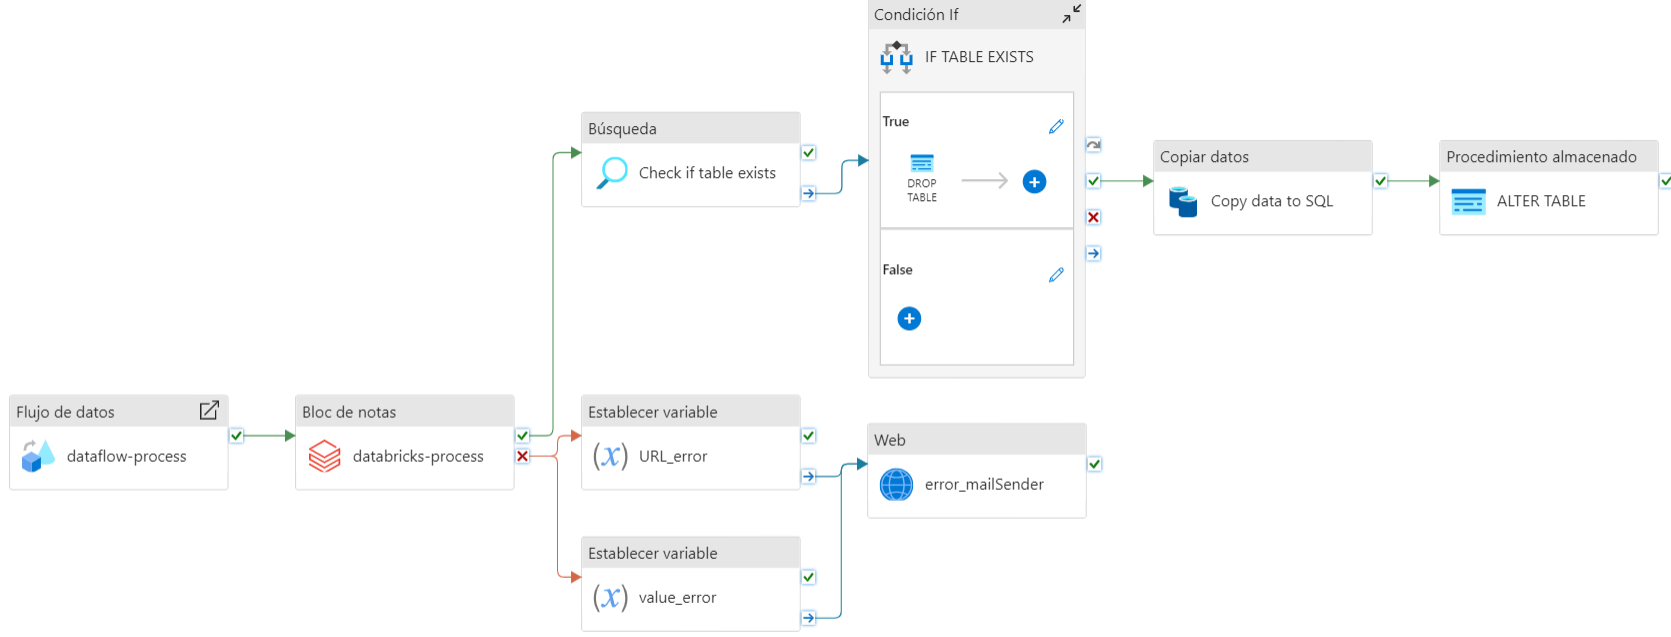 Condición If
IF TABLE EXISTS
True
DROP
TABLE
False
Búsqueda
Check if table exists
Copiar datos
Copy data to SQL
Procedimiento almacenado
ALTER TABLE
Flujo de datos
dataflow-process
Bloc de notas
databricks-process
Establecer variable
(x) URL_error
Web
error_mailSender
Establecer variable
(x) value_error